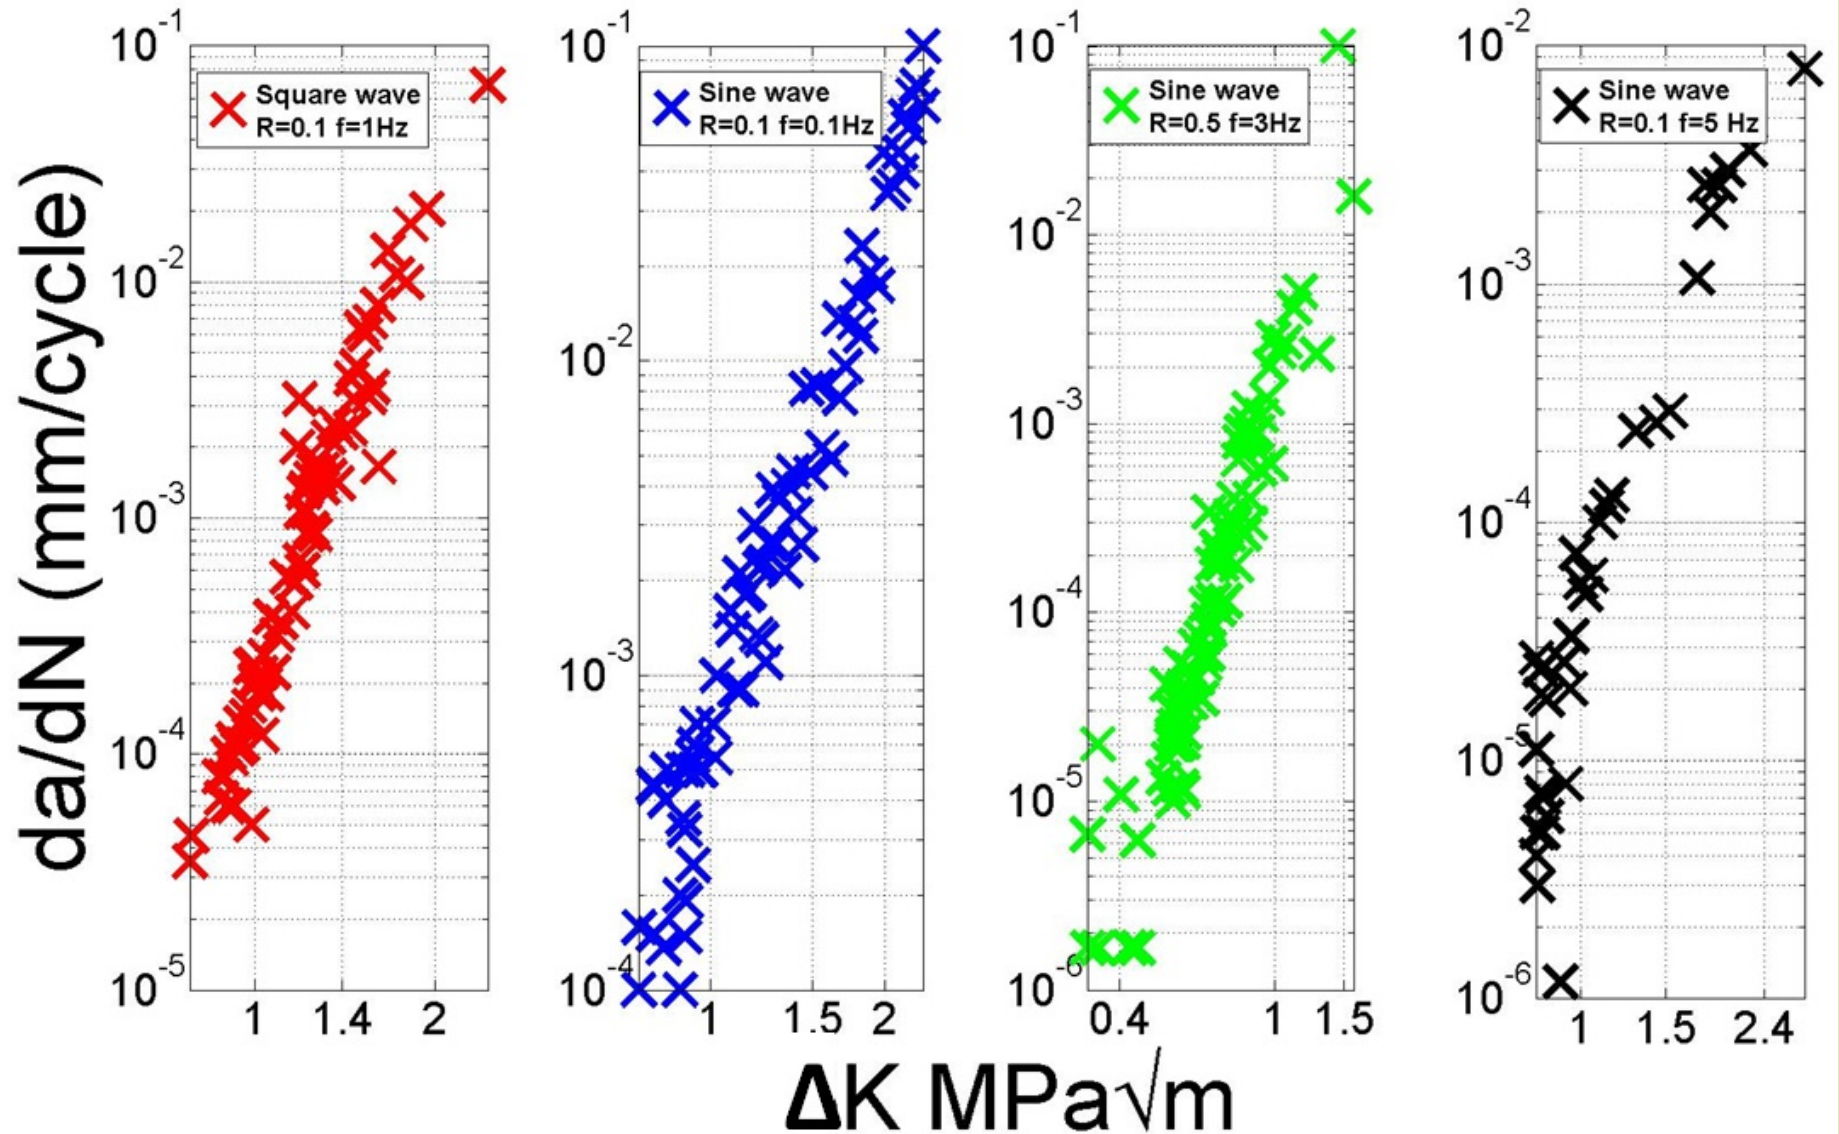 da/dN (mm/cycle)
10-1
10-2
10-3
10-4
10-5
Square wave
R=0.1 f=1Hz
1 1.4 2
10-1
10-2
10-3
10-4
Sine wave
R=0.1 f=0.1Hz
1 1.5 2
10-1
10-2
10-3
10-4
10-5
10-6
Sine wave
R=0.5 f=3Hz
0.4 1 1.5
10-2
10-3
10-4
10-5
10-6
Sine wave
R=0.1 f=5 Hz
1 1.5 2.4
ΔK MPa√m